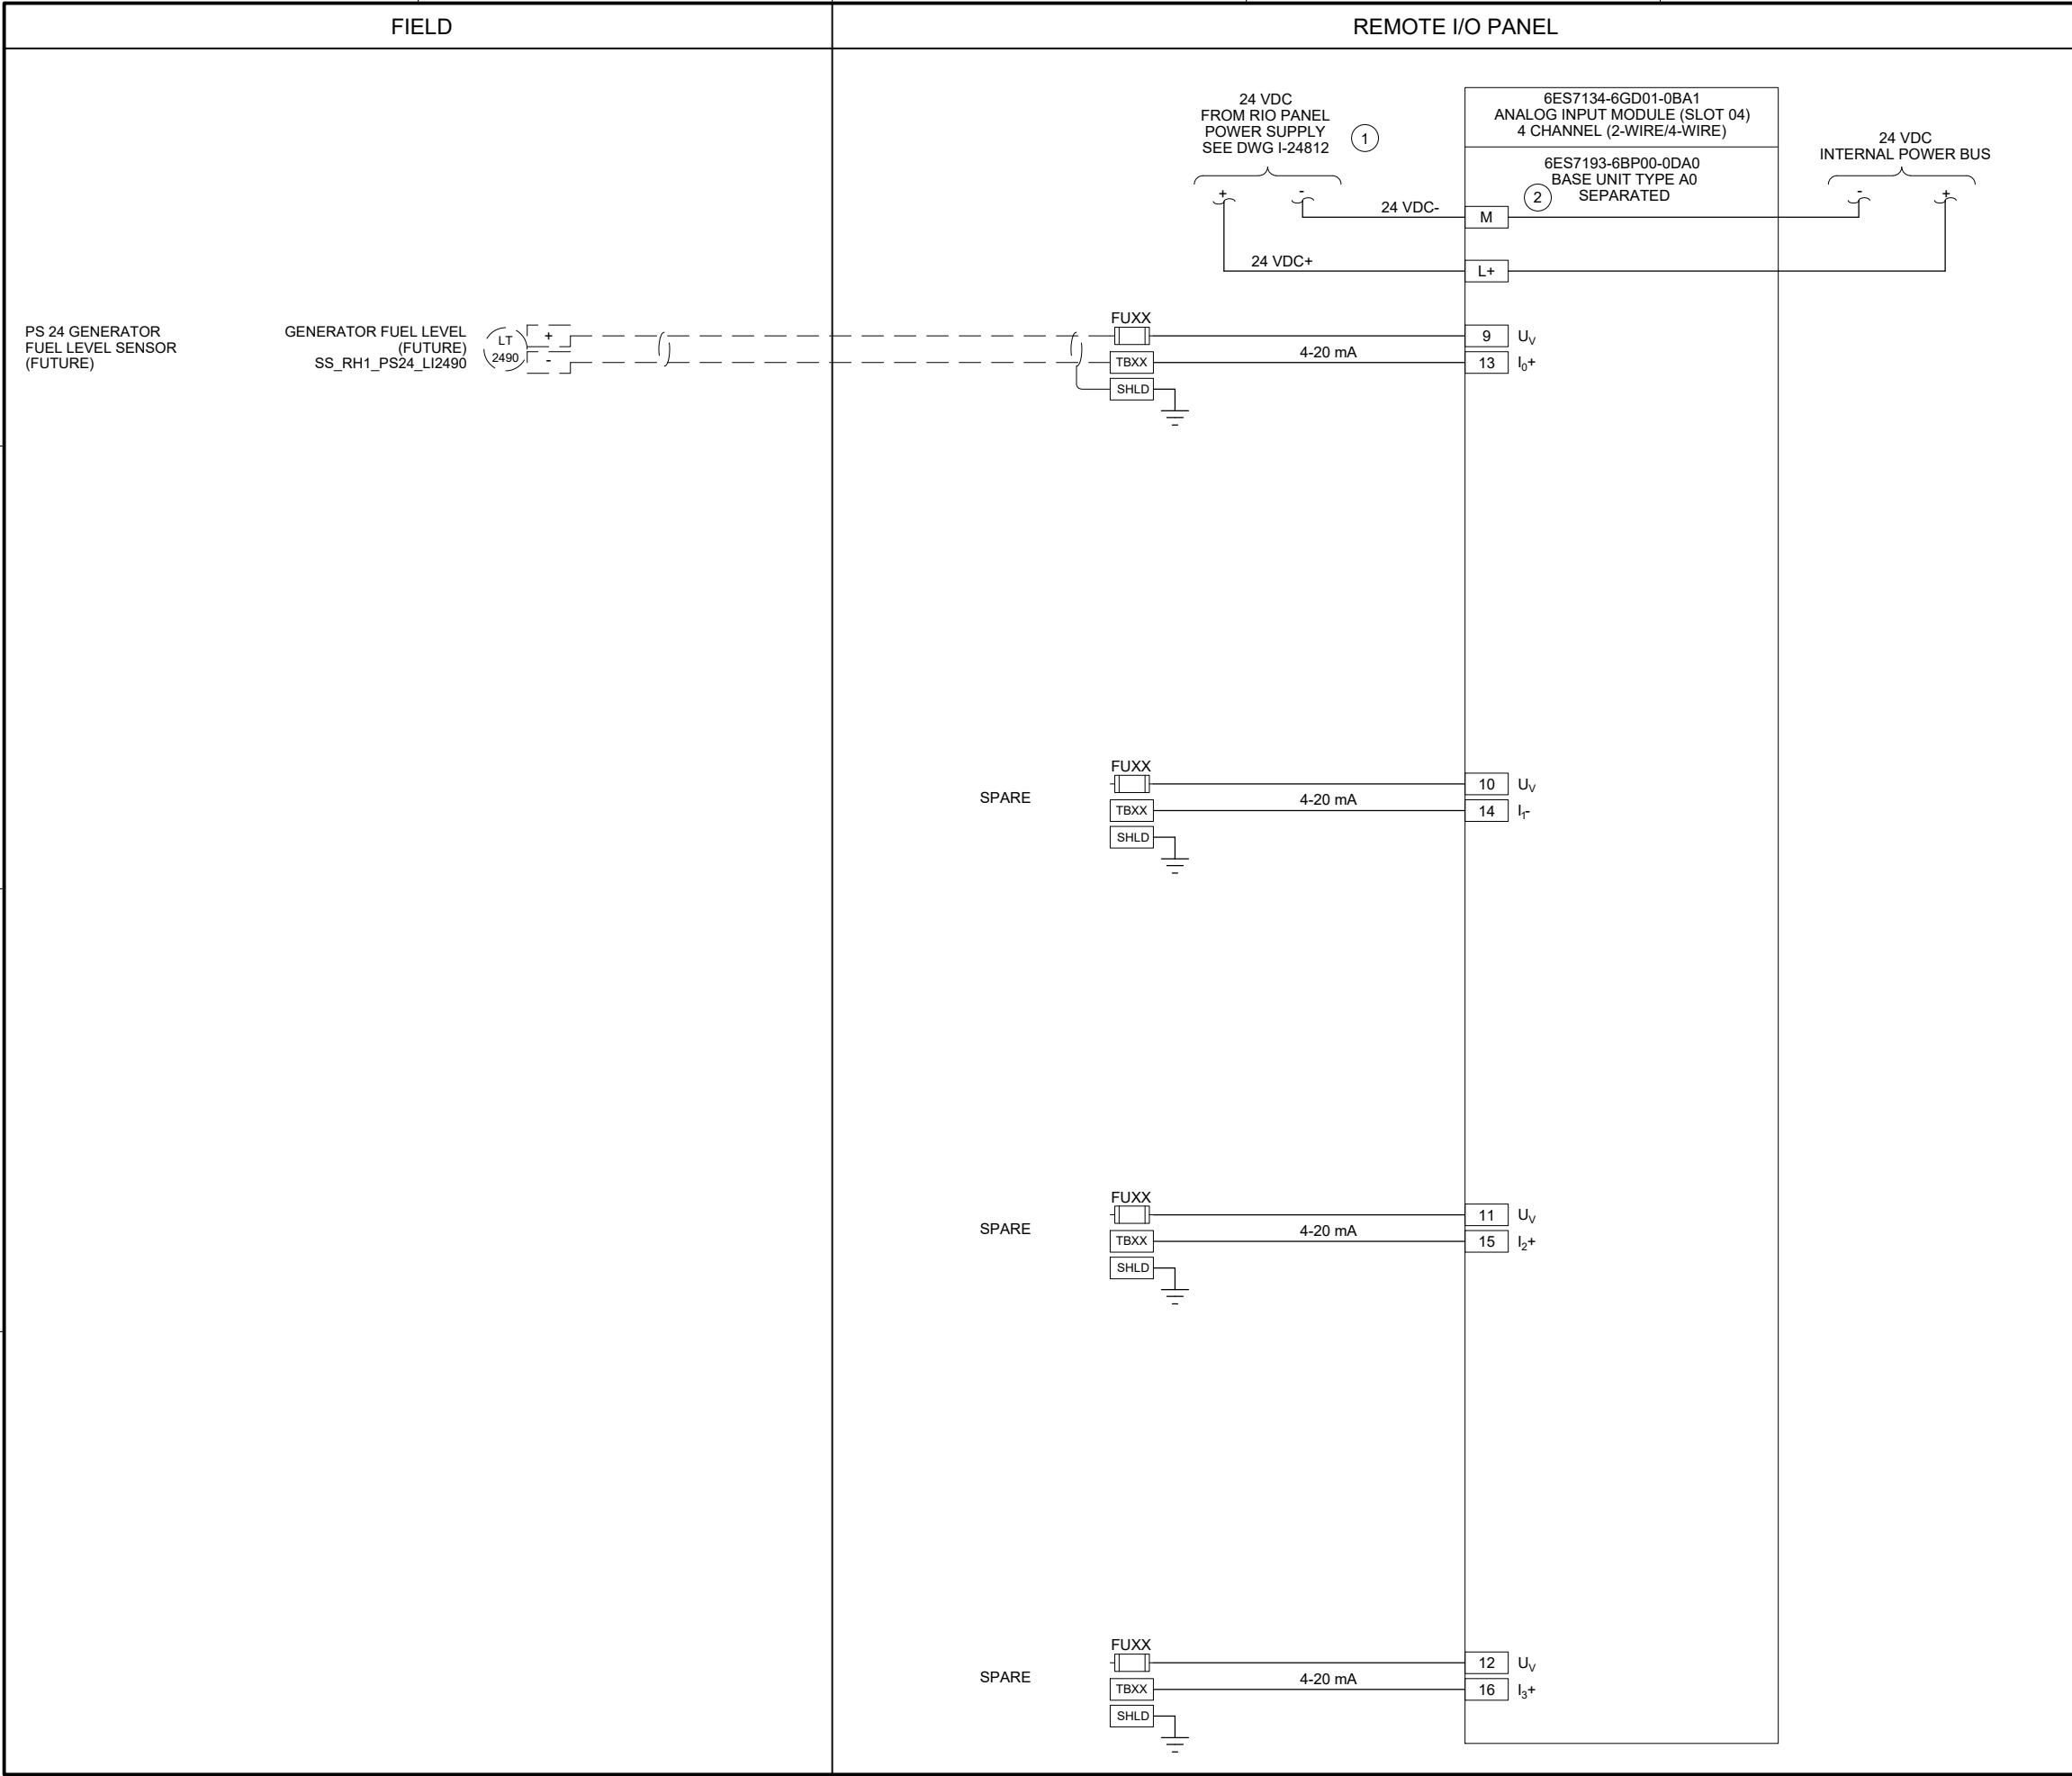 FIELD
REMOTE I/O PANEL
24 VDC
FROM RIO PANEL
POWER SUPPLY
SEE DWG I-24812
1
6ES7134-6GD01-0BA1
ANALOG INPUT MODULE (SLOT 04)
4 CHANNEL (2-WIRE/4-WIRE)
24 VDC
INTERNAL POWER BUS
6ES7193-6BP00-0DA0
BASE UNIT TYPE A0
SEPARATED
2
+ -
- +
24 VDC-
M
24 VDC+
L+
PS 24 GENERATOR
FUEL LEVEL SENSOR
(FUTURE)
GENERATOR FUEL LEVEL
(FUTURE)
SS_RH1_PS24_LI2490
LT
2490
+
-
FUXX
9 UV
4-20 mA
TBXX
13 I0+
SHLD
SPARE
FUXX
10 UV
4-20 mA
TBXX
14 I1-
SHLD
SPARE
FUXX
11 UV
4-20 mA
TBXX
15 I2+
SHLD
SPARE
FUXX
12 UV
4-20 mA
TBXX
16 I3+
SHLD